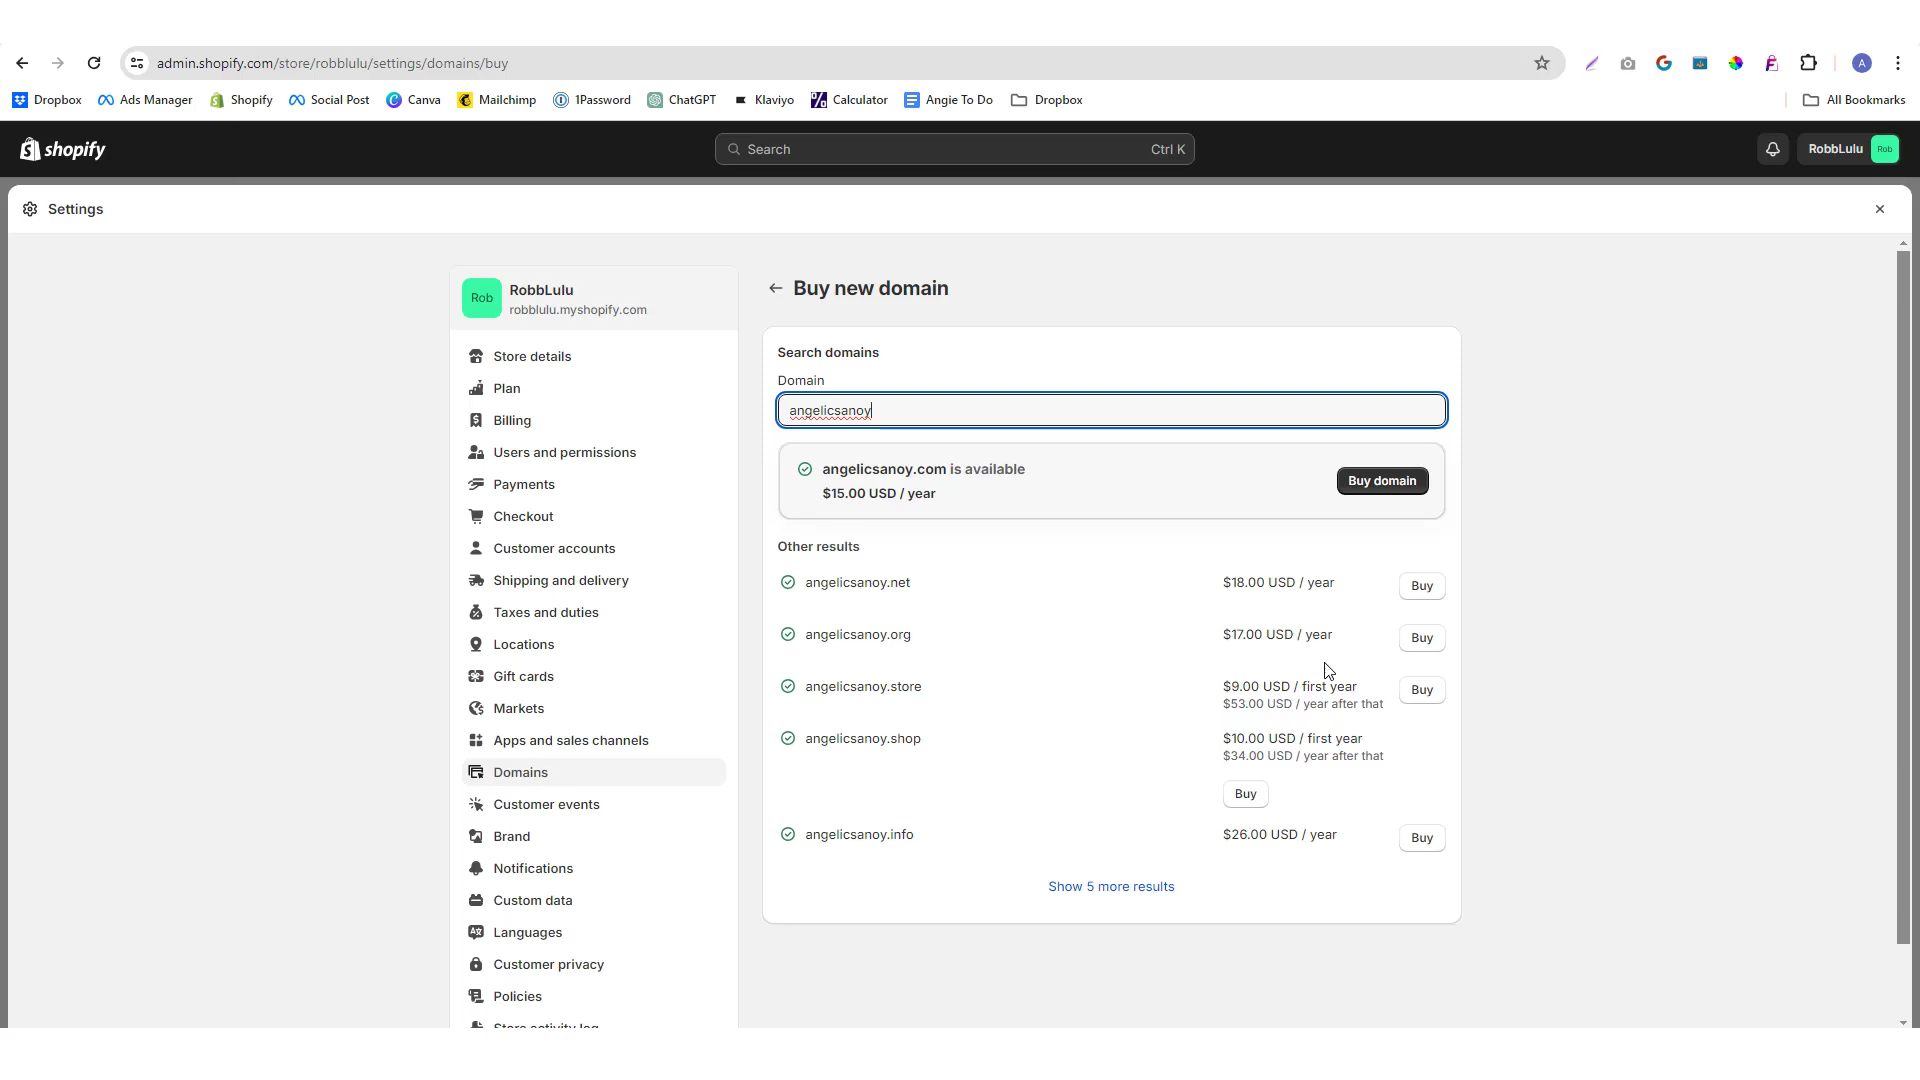 admin.shopify.com/store/robblulu/settings/domains/buy
A
Dropbox
Ads Manager
Shopify
Social Post
Canva
Mailchimp
1Password
ChatGPT
Klaviyo
Calculator
Angie To Do
Dropbox
All Bookmarks
shopify
Search
Ctrl K
RobbLulu
Rob
Settings
Rob
RobbLulu
robblulu.myshopify.com
Store details
Plan
Billing
Users and permissions
Payments
Checkout
Customer accounts
Shipping and delivery
Taxes and duties
Locations
Gift cards
Markets
Apps and sales channels
Domains
Customer events
Brand
Notifications
Custom data
Languages
Customer privacy
Policies
Store activity log
Buy new domain
Search domains
Domain
angelicsanoy
angelicsanoy.com is available
$15.00 USD / year
Buy domain
Other results
angelicsanoy.net
$18.00 USD / year
Buy
angelicsanoy.org
$17.00 USD / year
Buy
angelicsanoy.store
$9.00 USD / first year
$53.00 USD / year after that
Buy
angelicsanoy.shop
$10.00 USD / first year
$34.00 USD / year after that
Buy
angelicsanoy.info
$26.00 USD / year
Buy
Show 5 more results